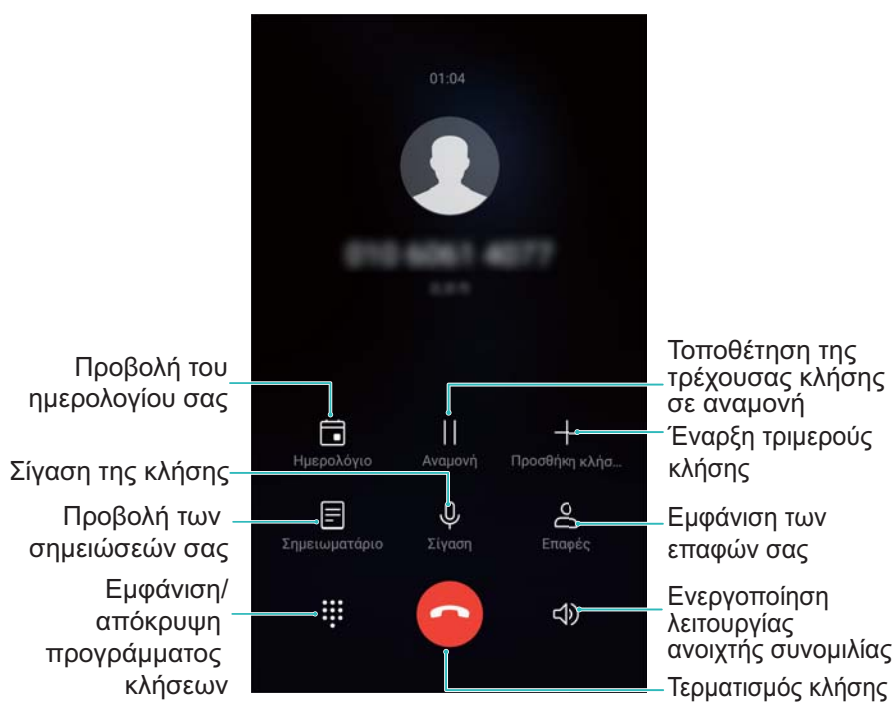 01:04
Προβολή του
ημερολογίου σας
Τοποθέτηση της
τρέχουσας κλήσης
σε αναμονή
Έναρξη τριμερούς
κλήσης
Ημερολόγιο
Αναμονή
Προσθήκη κλήσ...
Σίγαση της κλήσης
Προβολή των
σημειώσεών σας
Σημειωματάριο
Σίγαση
Επαφές
Εμφάνιση των
επαφών σας
Εμφάνιση/
απόκρυψη
προγράμματος
κλήσεων
Ενεργοποίηση
λειτουργίας
ανοιχτής συνομιλίας
Τερματισμός κλήσης